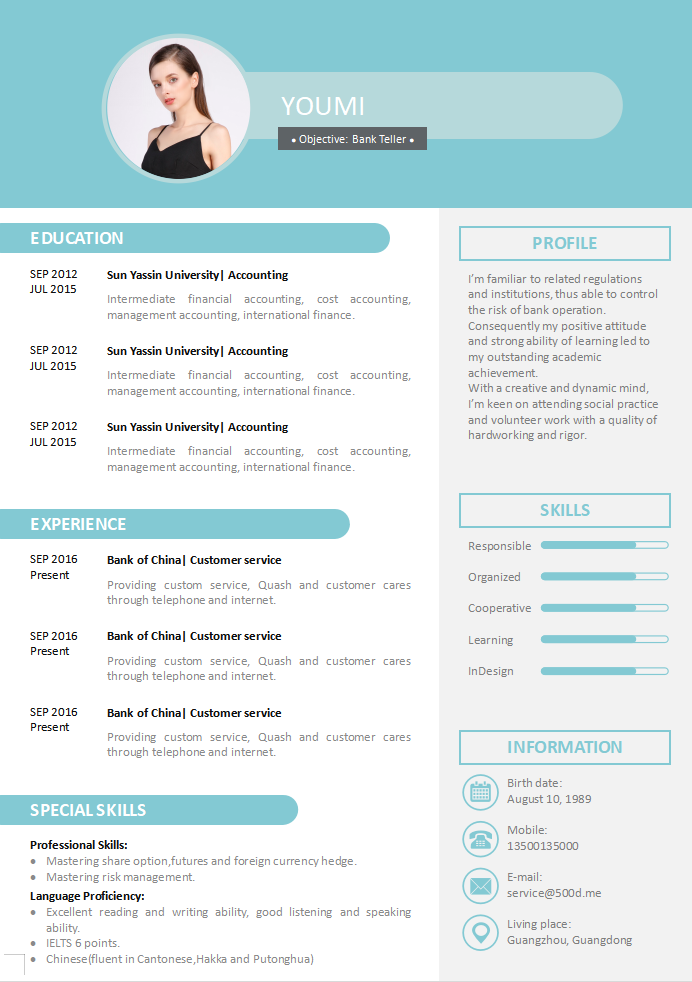 YOUMI
● Objective: Bank Teller ●
EDUCATION
SEP 2012
JUL 2015
Sun Yassin University| Accounting
Intermediate financial accounting, cost accounting,
management accounting, international finance.
SEP 2012
JUL 2015
Sun Yassin University| Accounting
Intermediate financial accounting, cost accounting,
management accounting, international finance.
SEP 2012
JUL 2015
Sun Yassin University| Accounting
Intermediate financial accounting, cost accounting,
management accounting, international finance.
EXPERIENCE
SEP 2016
Present
Bank of China| Customer service
Providing custom service, Quash and customer cares
through telephone and internet.
SEP 2016
Present
Bank of China| Customer service
Providing custom service, Quash and customer cares
through telephone and internet.
SEP 2016
Present
Bank of China| Customer service
Providing custom service, Quash and customer cares
through telephone and internet.
SPECIAL SKILLS
Professional Skills:
● Mastering share option,futures and foreign currency hedge.
● Mastering risk management.
Language Proficiency:
● Excellent reading and writing ability, good listening and speaking
ability.
● IELTS 6 points.
● Chinese(fluent in Cantonese,Hakka and Putonghua)
PROFILE
I'm familiar to related regulations
and institutions, thus able to control
the risk of bank operation.
Consequently my positive attitude
and strong ability of learning led to
my outstanding academic
achievement.
With a creative and dynamic mind,
I'm keen on attending social practice
and volunteer work with a quality of
hardworking and rigor.
SKILLS
Responsible
Organized
Cooperative
Learning
InDesign
INFORMATION
Birth date:
August 10, 1989
Mobile:
13500135000
E-mail:
service@500d.me
Living place:
Guangzhou, Guangdong